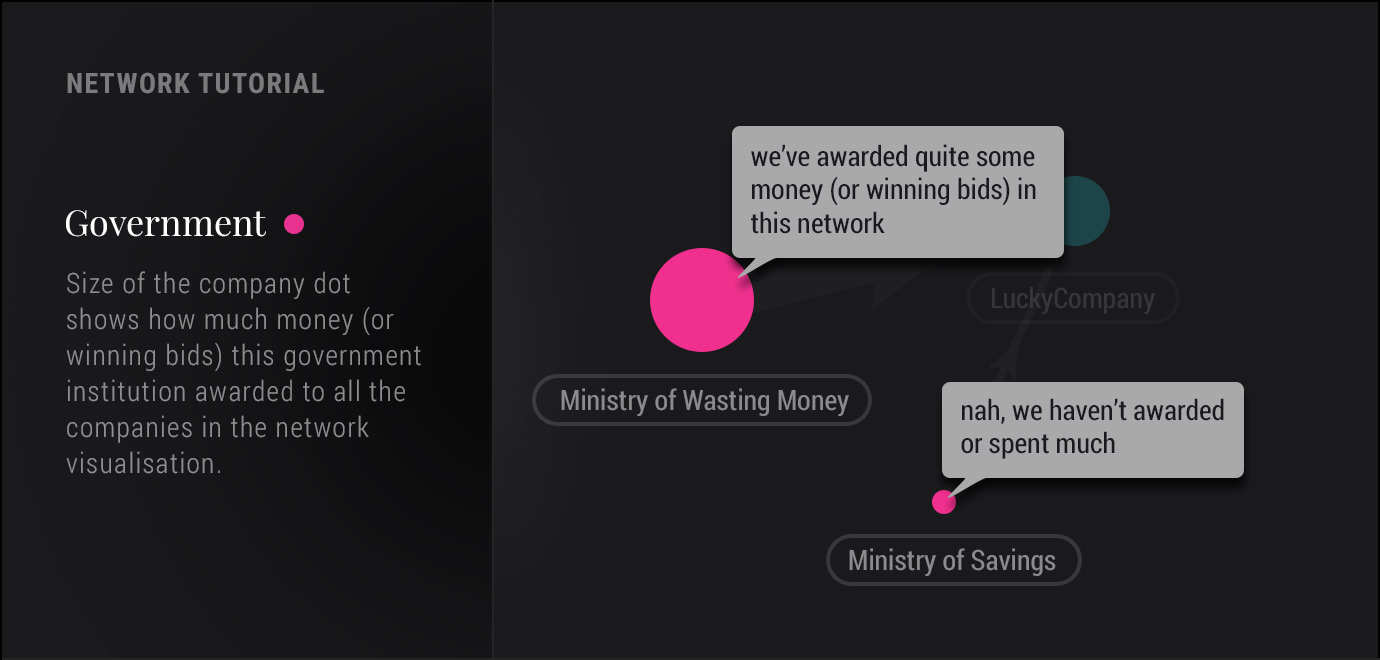 NETWORK TUTORIAL
Government
Size of the company dot
shows how much money (or
winning bids) this government
institution awarded to all the
companies in the network
visualisation.
we’ve awarded quite some
money (or winning bids) in
this network
LuckyCompany
Ministry of Wasting Money
nah, we haven’t awarded
or spent much
Ministry of Savings